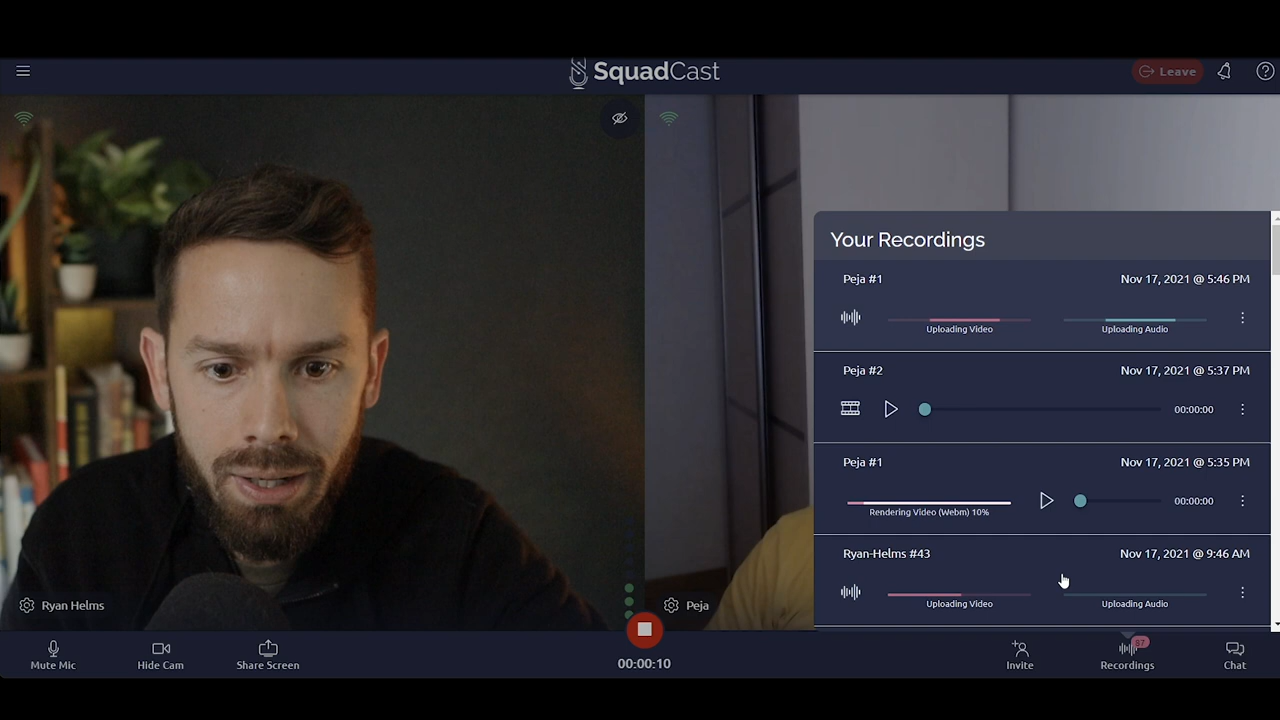 SquadCast
Leave
Your Recordings
Peja #1
Nov 17, 2021 @ 5:46 PM
Uploading Video
Uploading Audio
Peja #2
Nov 17, 2021 @ 5:37 PM
00:00:00
Peja #1
Nov 17, 2021 @ 5:35 PM
Rendering Video (Webm) 10%
00:00:00
Ryan-Helms #43
Nov 17, 2021 @ 9:46 AM
Uploading Video
Uploading Audio
Ryan Helms
Peja
Mute Mic
Hide Cam
Share Screen
00:00:10
Invite
87
Recordings
Chat